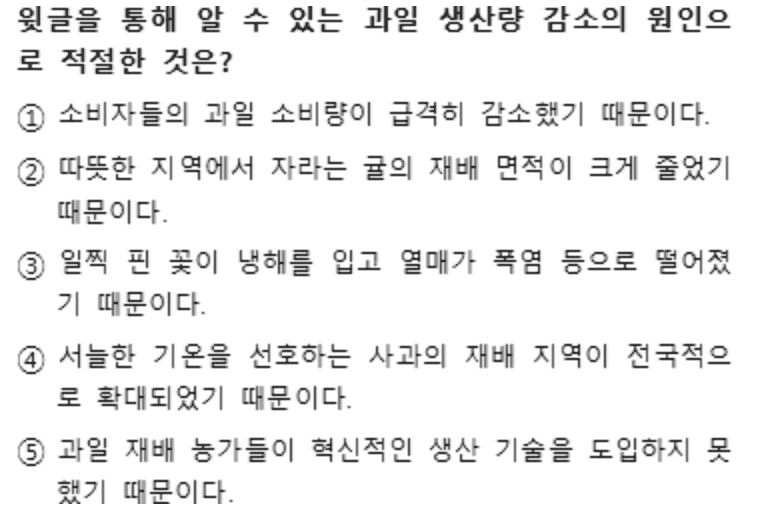 윗글을 통해 알 수 있는 과일 생산량 감소의 원인으
로 적절한 것은?
① 소비자들의 과일 소비량이 급격히 감소했기 때문이다.
② 따뜻한 지역에서 자라는 귤의 재배 면적이 크게 줄었기
때문이다.
③ 일찍 핀 꽃이 냉해를 입고 열매가 폭염 등으로 떨어졌
기 때문이다.
④ 서늘한 기온을 선호하는 사과의 재배 지역이 전국적으
로 확대되었기 때문이다.
⑤ 과일 재배 농가들이 혁신적인 생산 기술을 도입하지 못
했기 때문이다.